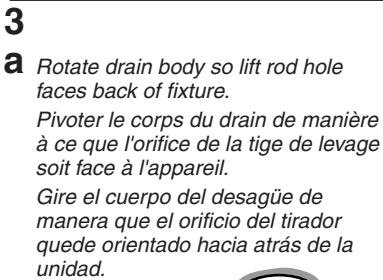 3
a Rotate drain body so lift rod hole
faces back of fixture.
Pivoter le corps du drain de manière
à ce que l'orifice de la tige de levage
soit face à l'appareil.
Gire el cuerpo del desagüe de
manera que el orificio del tirador
quede orientado hacia atrás de la
unidad.